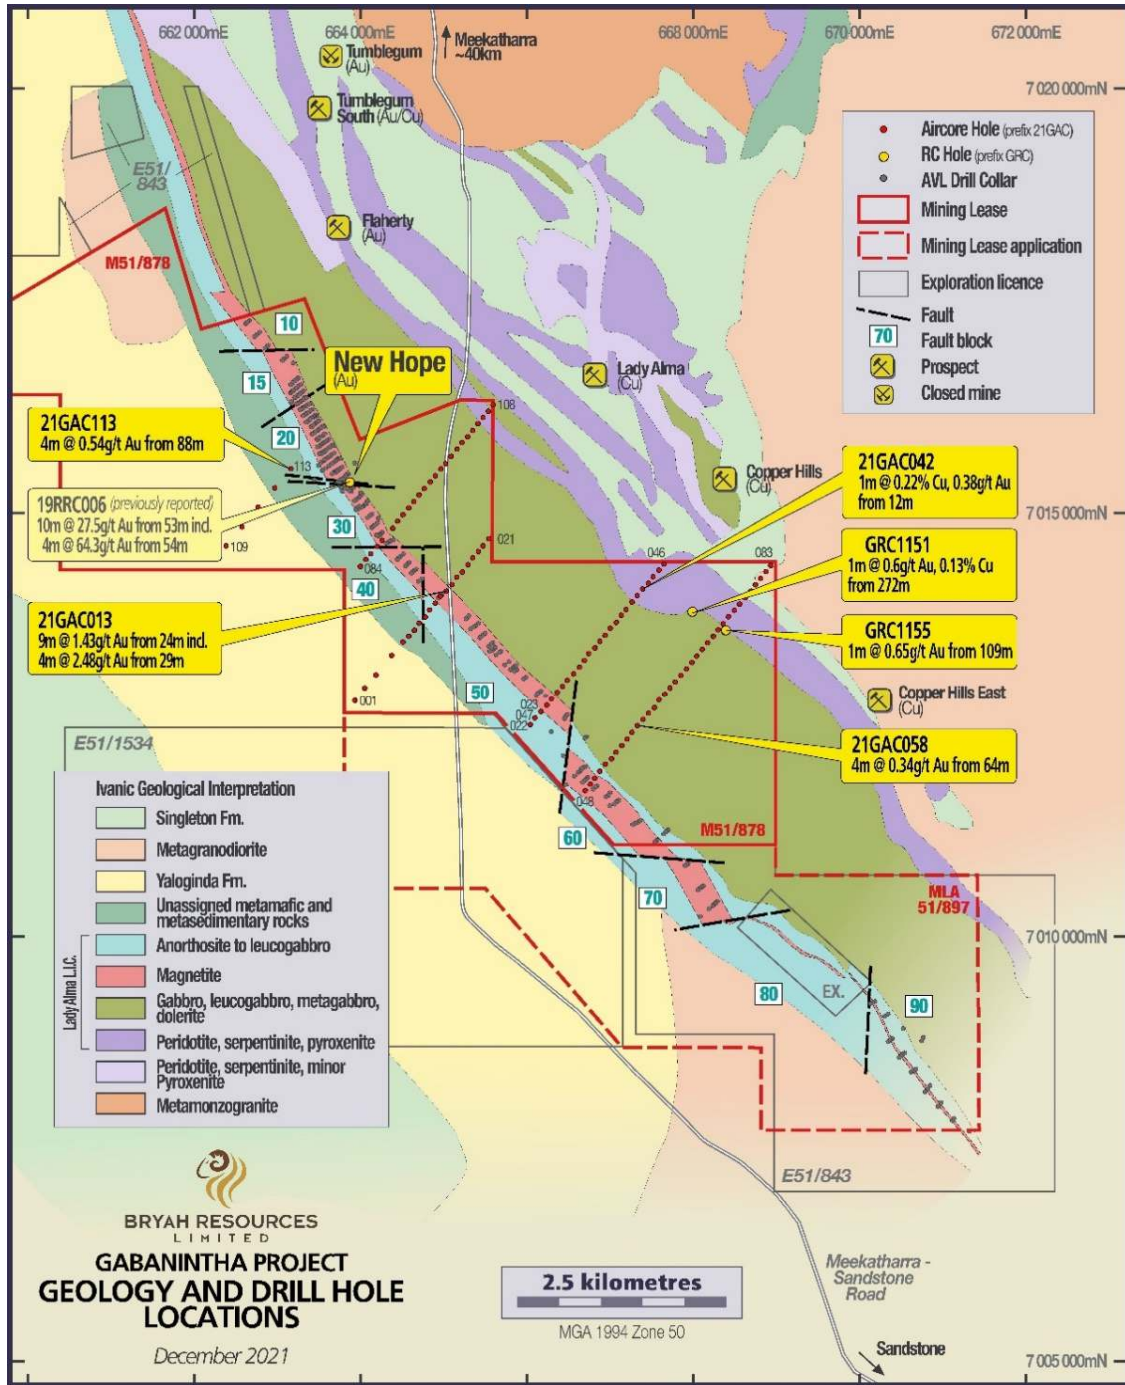 662 000mE
664 000mE
668 000mE
670 000mE
672 000mE
Tumblegum
(Au)
Meekatharra
~40km
7 020 000mN
Tumblegum
South (Au/Cu)
E51/
843
Flaherty
(Au)
M51/878
Aircore Hole (prefix 21GAC)
RC Hole (prefix GRC)
AVL Drill Collar
Mining Lease
Mining Lease application
Exploration licence
Fault
70
Fault block
Prospect
Closed mine
10
New Hope
(Au)
15
Lady Alma
(Cu)
108
21GAC113
4m @ 0.54g/t Au from 88m
20
113
Copper Hills
(Cu)
21GAC042
1m @ 0.22% Cu, 0.38g/t Au
from 12m
19RRC006 (previously reported)
10m @ 27.5g/t Au from 53m incl.
4m @ 64.3g/t Au from 54m
7 015 000mN
30
109
021
046
083
GRC1151
1m @ 0.6g/t Au, 0.13% Cu
from 272m
084
40
21GAC013
9m @ 1.43g/t Au from 24m incl.
4m @ 2.48g/t Au from 29m
GRC1155
1m @ 0.65g/t Au from 109m
50
001
023
047
022
Copper Hills East
(Cu)
E51/1534
21GAC058
4m @ 0.34g/t Au from 64m
048
60
M51/878
70
MLA
51/897
7 010 000mN
80
EX.
90
E51/843
Ivanic Geological Interpretation
Singleton Fm.
Metagranodiorite
Yaloginda Fm.
Unassigned metamafic and
metasedimentary rocks
Lady Alma L.I.C.
Anorthosite to leucogabbro
Magnetite
Gabbro, leucogabbro, metagabbro,
dolerite
Peridotite, serpentinite, pyroxenite
Peridotite, serpentinite, minor
Pyroxenite
Metamonzogranite
BRYAH RESOURCES
LIMITED
GABANINTHA PROJECT
GEOLOGY AND DRILL HOLE
LOCATIONS
December 2021
2.5 kilometres
MGA 1994 Zone 50
Meekatharra -
Sandstone
Road
Sandstone
7 005 000mN